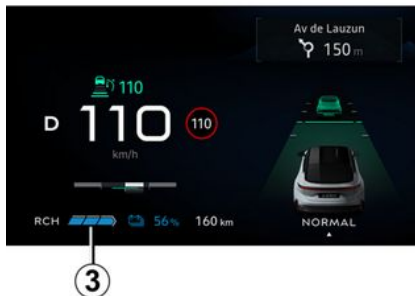 Av de Lauzun
150 m
110
D 110 110
km/h
RCH 56% 160 km
NORMAL
3